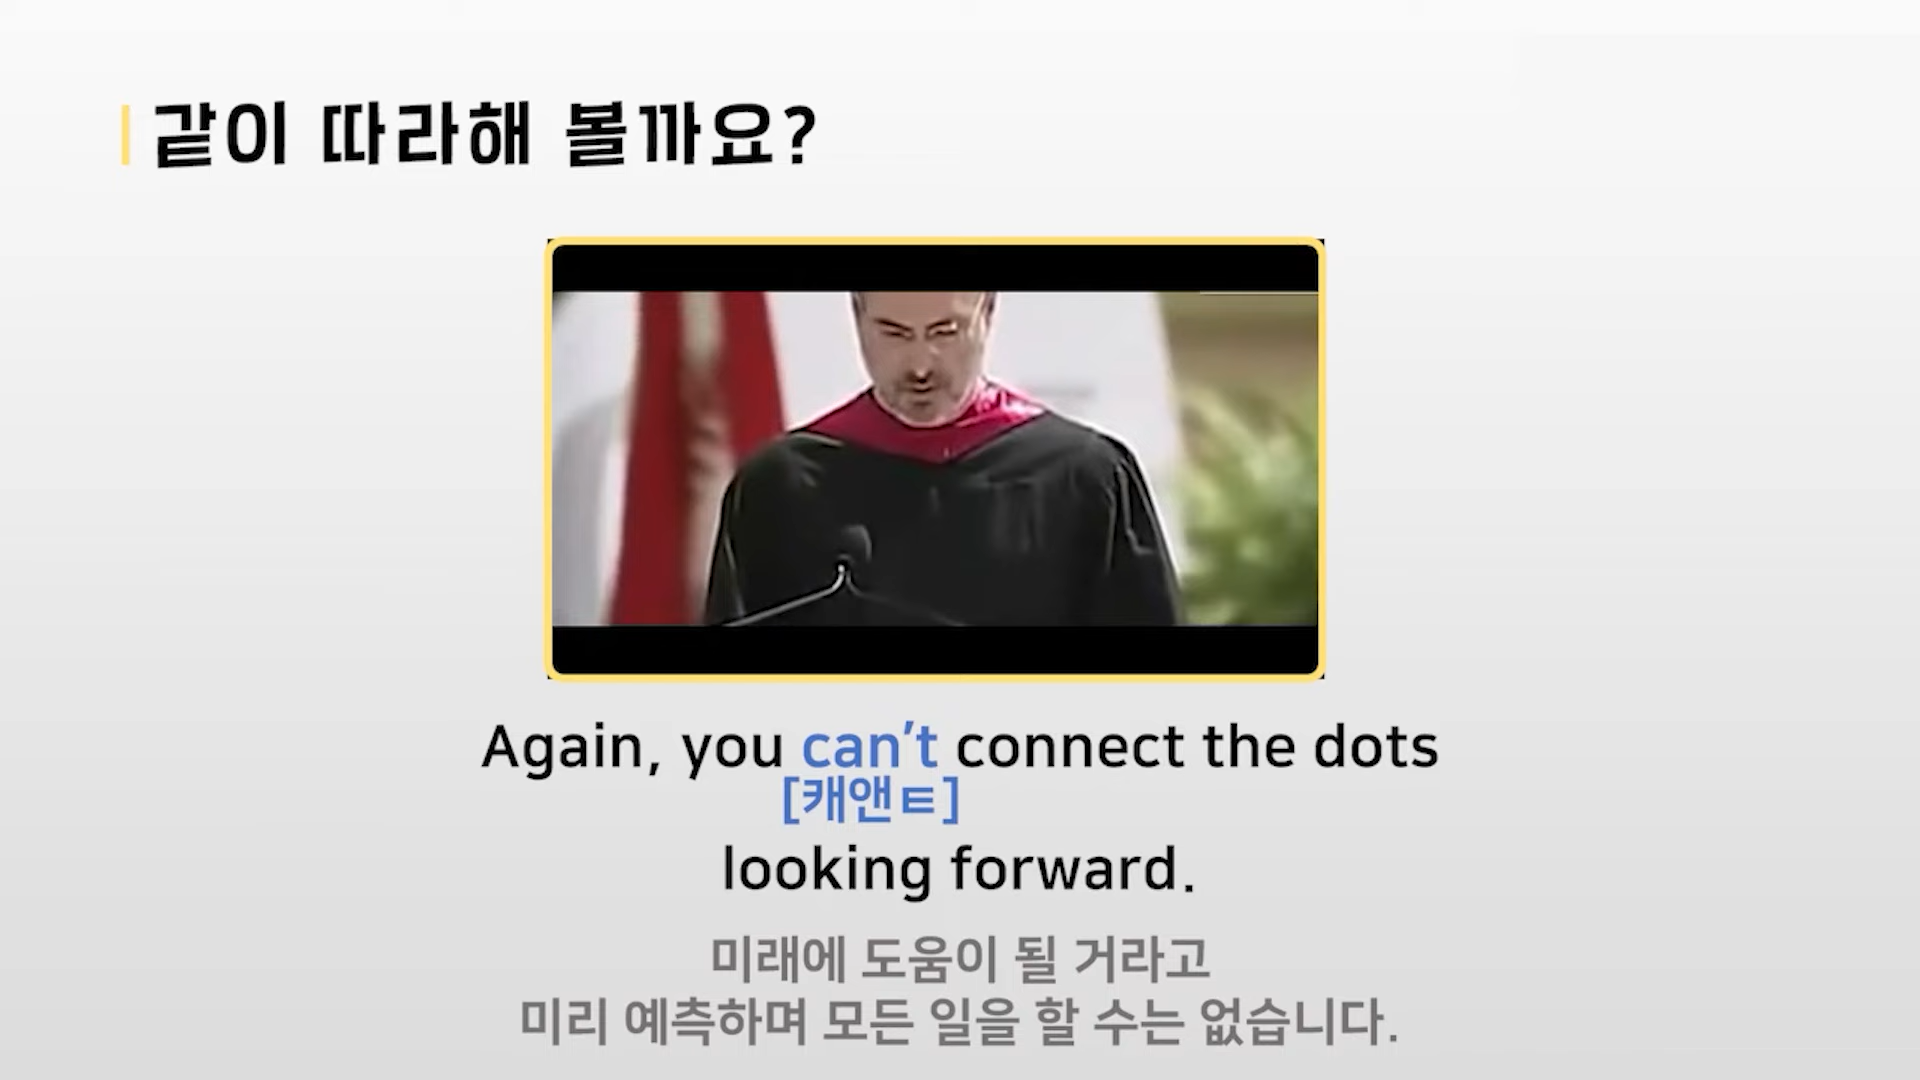 같이 따라해 볼까요?
Again, you can't connect the dots
[캐앤ㅌ]
looking forward.
미래에 도움이 될 거라고
미리 예측하며 모든 일을 할 수는 없습니다.